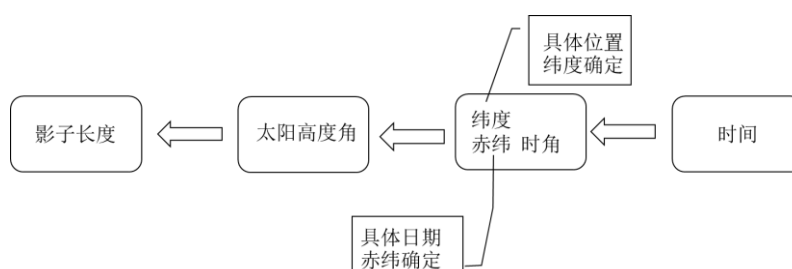 具体位置
纬度确定
影子长度
太阳高度角
纬度
赤纬 时角
时间
具体日期
赤纬确定